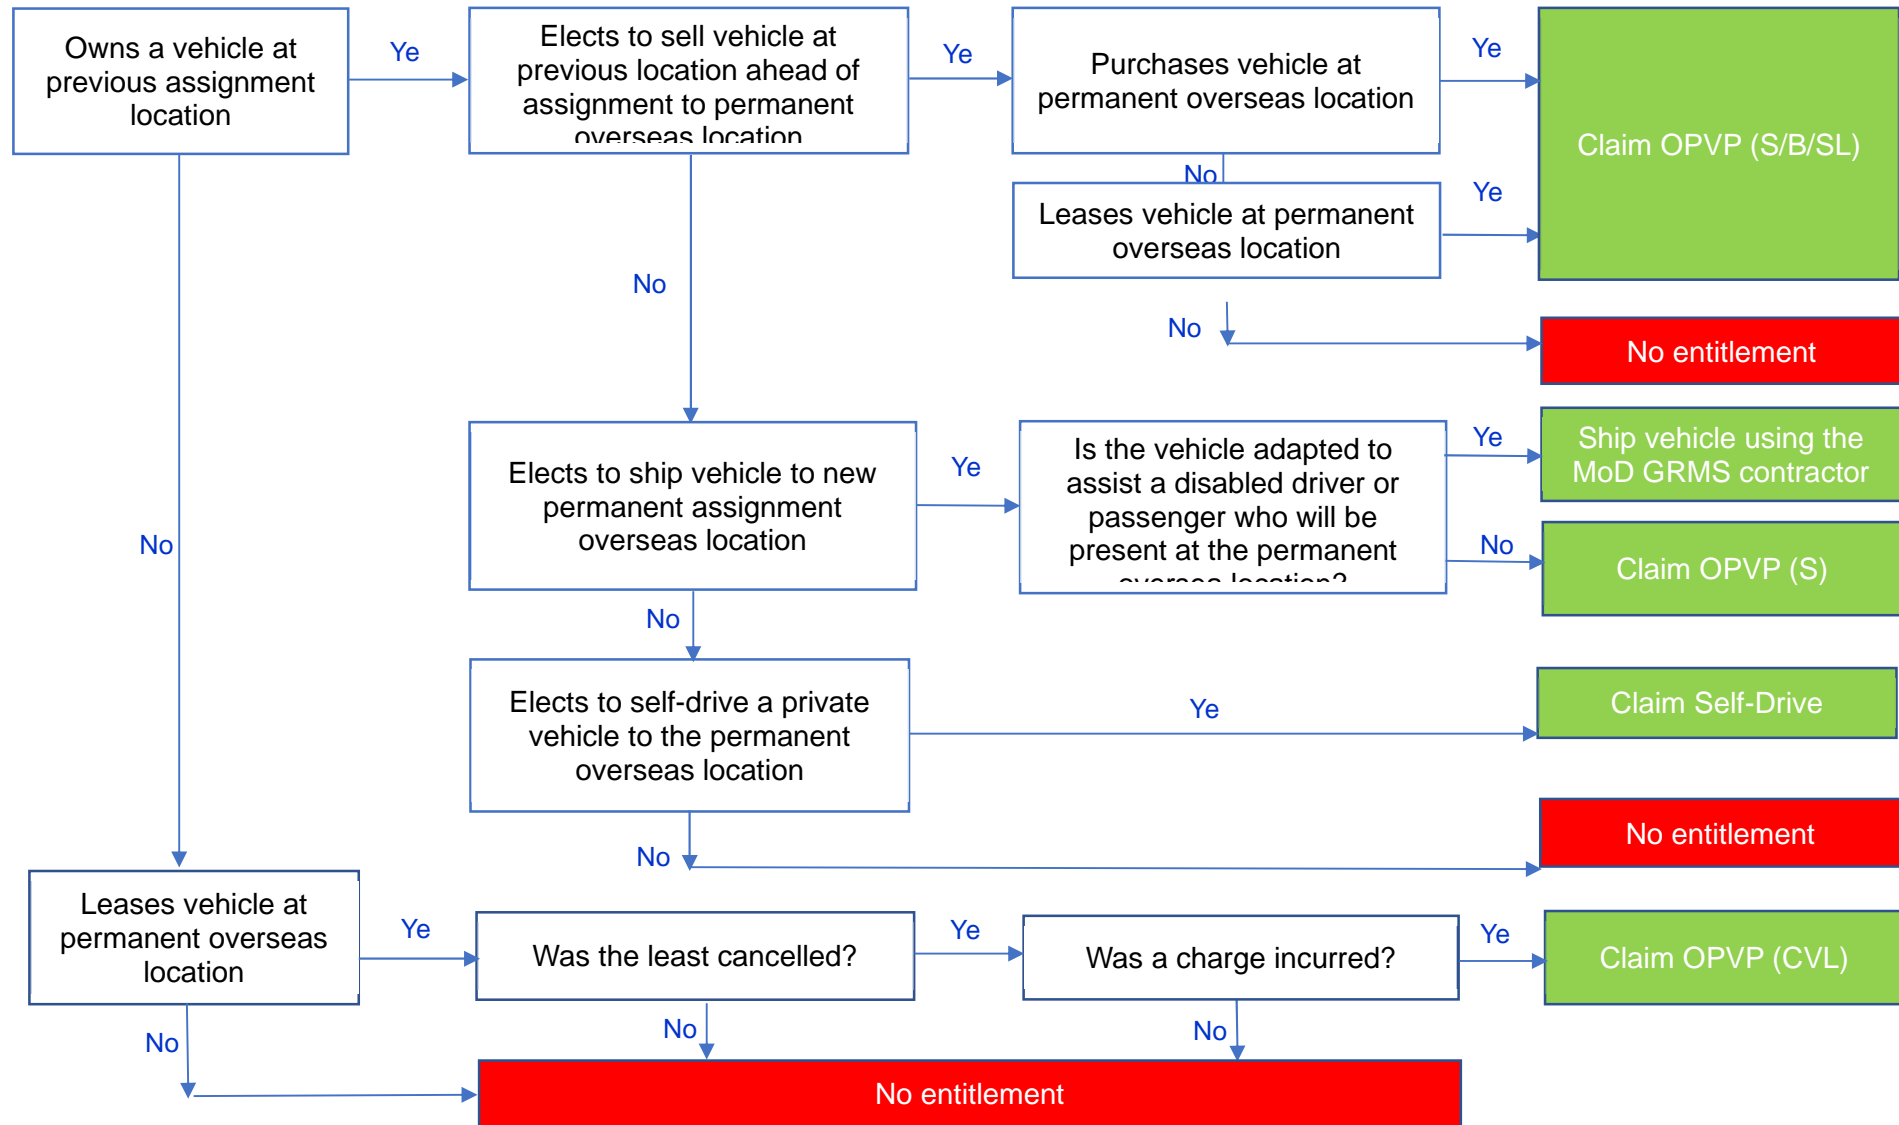 Owns a vehicle at
previous assignment
location
Ye
Elects to sell vehicle at
previous location ahead of
assignment to permanent
overseas location
Ye
Purchases vehicle at
permanent overseas location
Ye
Claim OPVP (S/B/SL)
No
Leases vehicle at permanent
overseas location
Ye
No
No entitlement
No
Elects to ship vehicle to new
permanent assignment
overseas location
Ye
Is the vehicle adapted to
assist a disabled driver or
passenger who will be
present at the permanent
oversea location?
Ye
Ship vehicle using the
MoD GRMS contractor
No
Claim OPVP (S)
No
No
Elects to self-drive a private
vehicle to the permanent
overseas location
Ye
Claim Self-Drive
No
No entitlement
Leases vehicle at
permanent overseas
location
Ye
Was the least cancelled?
Ye
Was a charge incurred?
Ye
Claim OPVP (CVL)
No
No
No
No entitlement